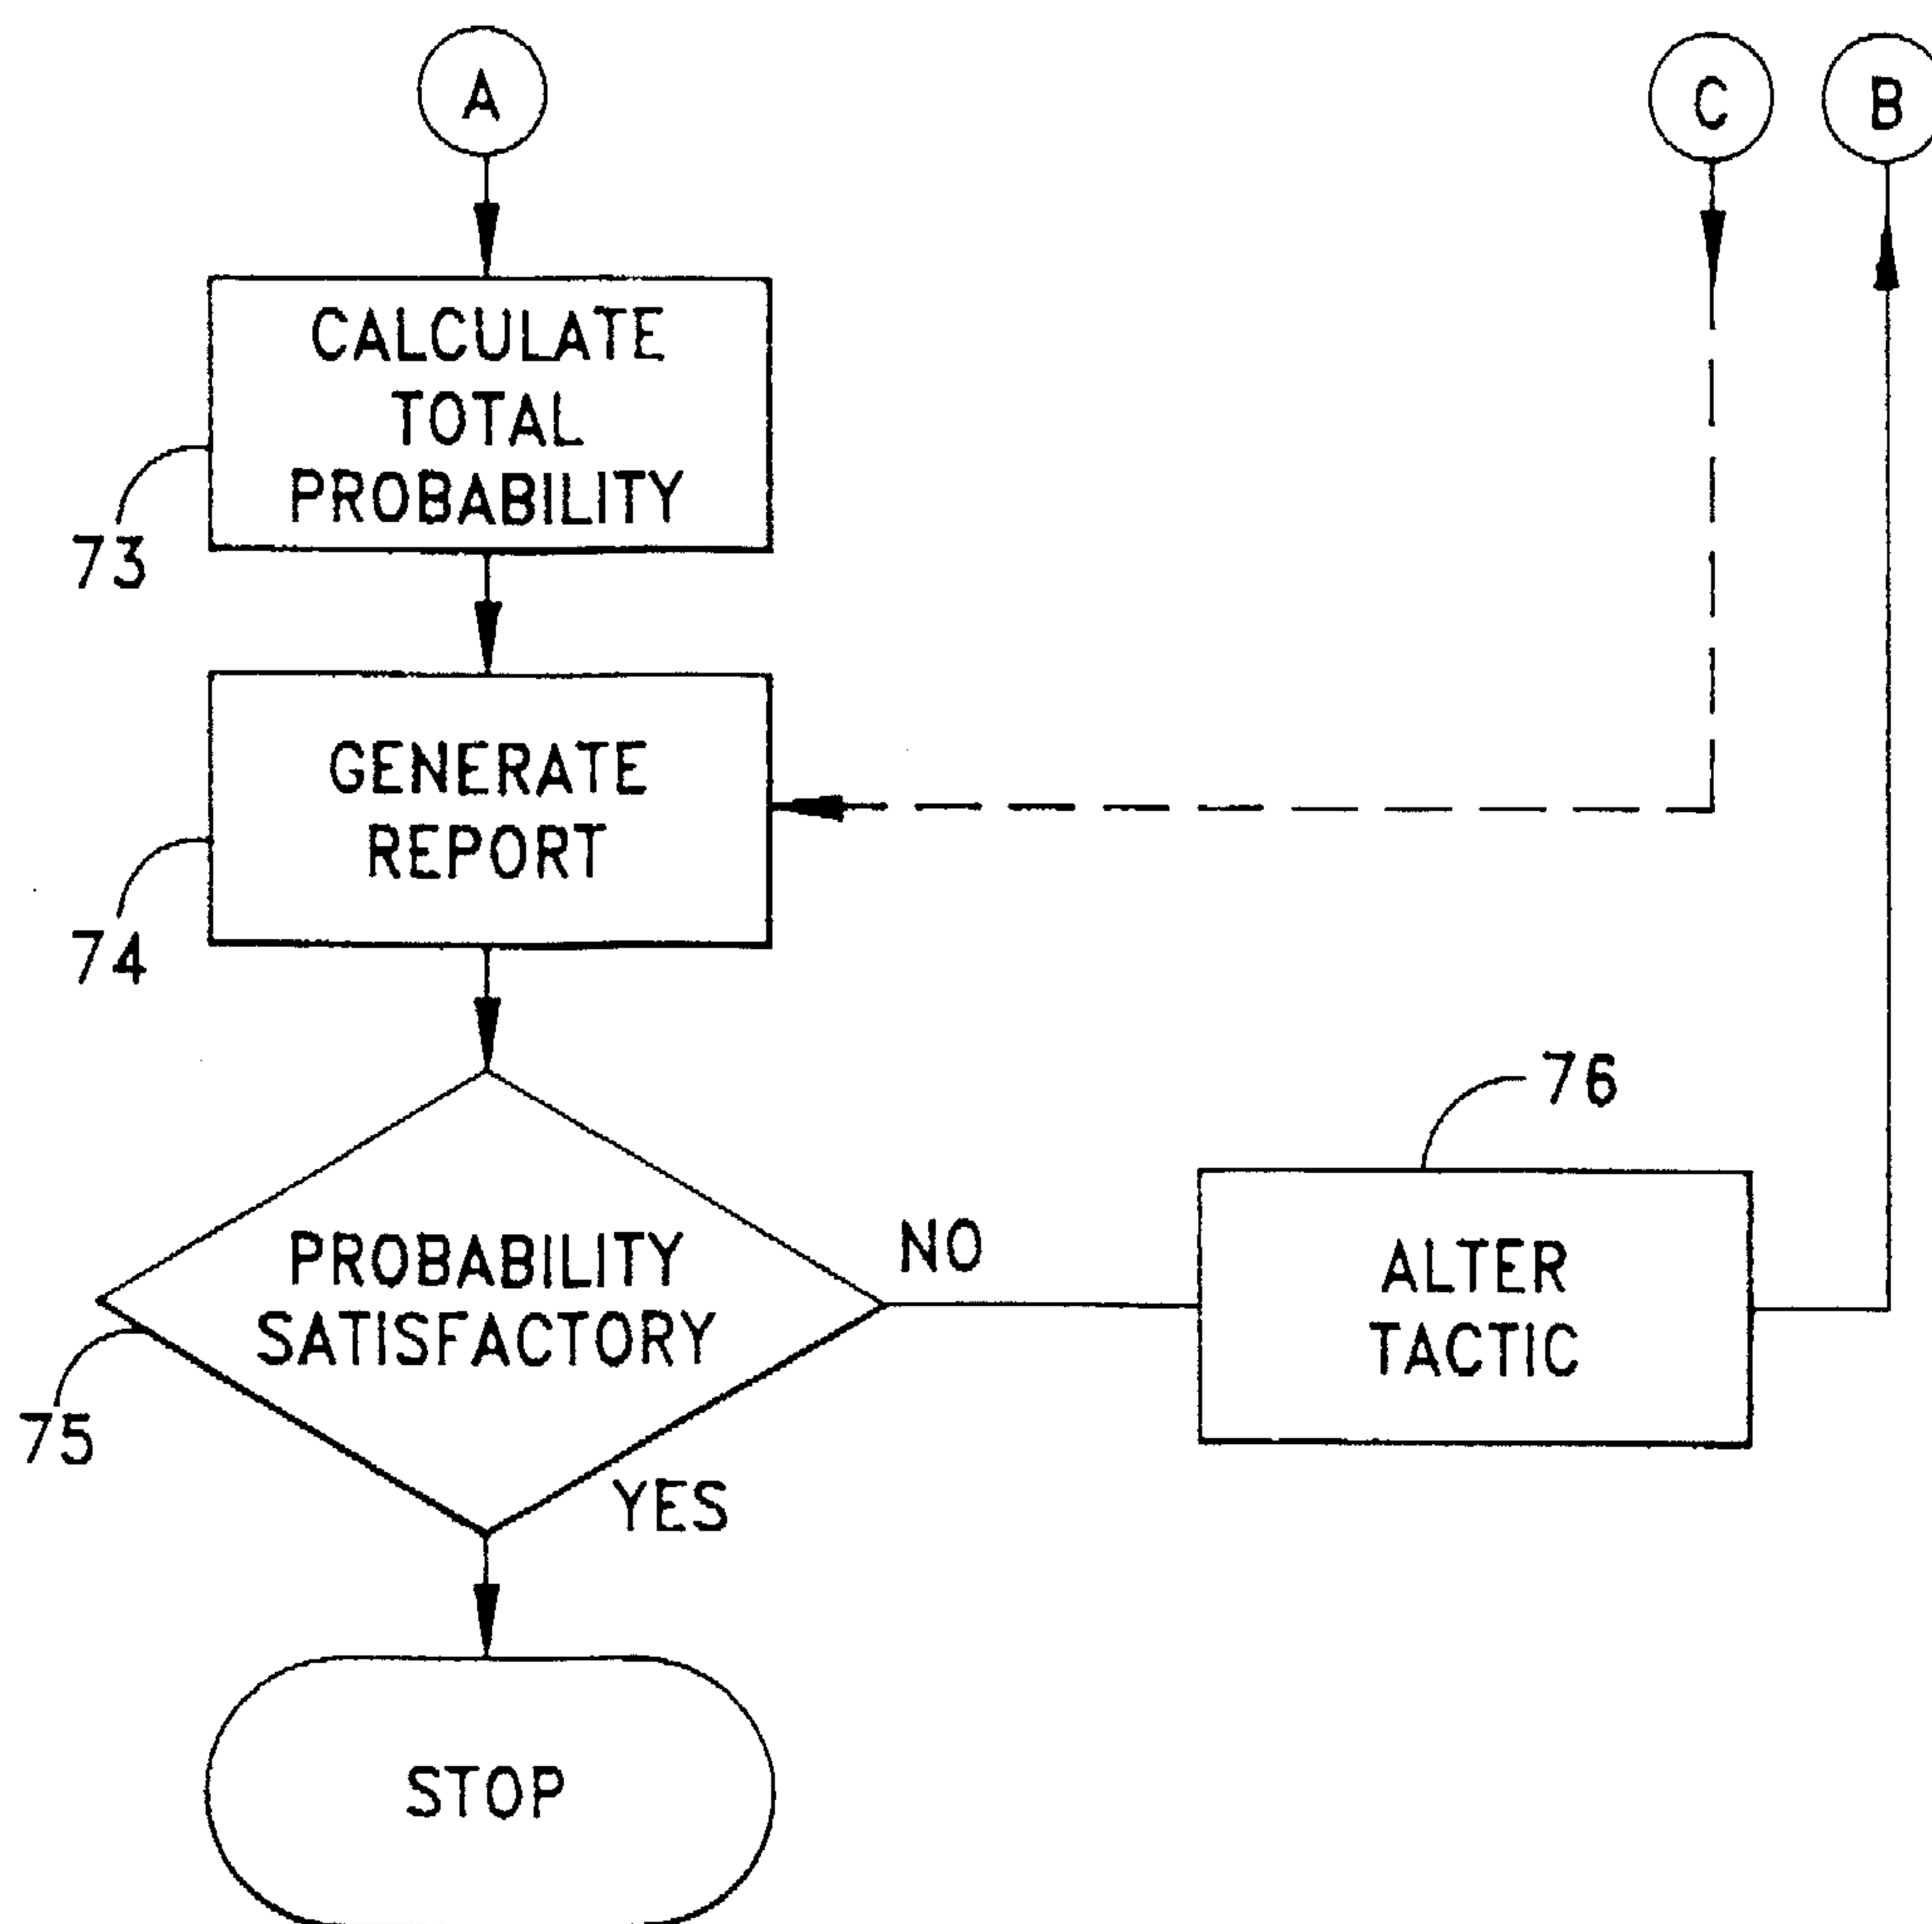 A
C
B
CALCULATE
TOTAL
PROBABILITY
73
GENERATE
REPORT
74
76
PROBABILITY
SATISFACTORY
NO
ALTER
TACTIC
75
YES
STOP